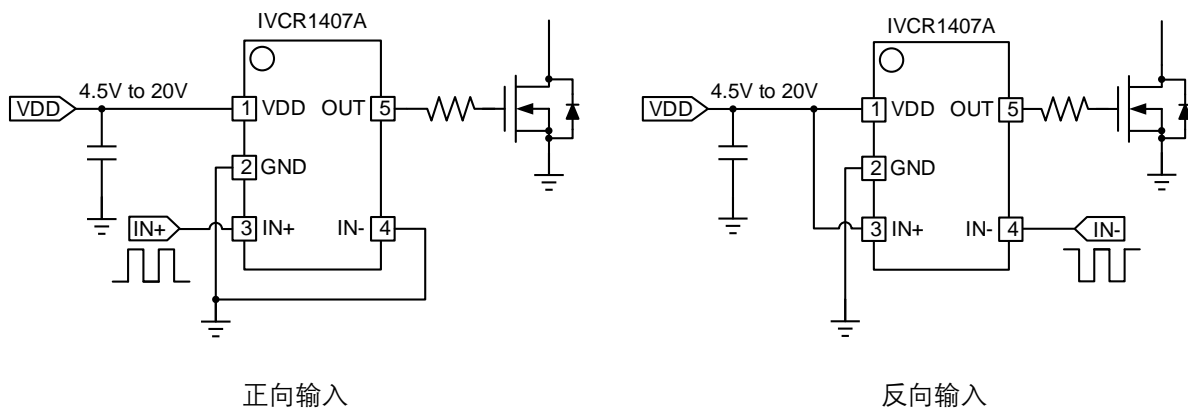 IVCR1407A
4.5V to 20V
VDD
1 VDD
OUT 5
2 GND
IN+
3 IN+
IN- 4
正向输入
IVCR1407A
4.5V to 20V
VDD
1 VDD
OUT 5
2 GND
3 IN+
IN- 4
IN-
反向输入